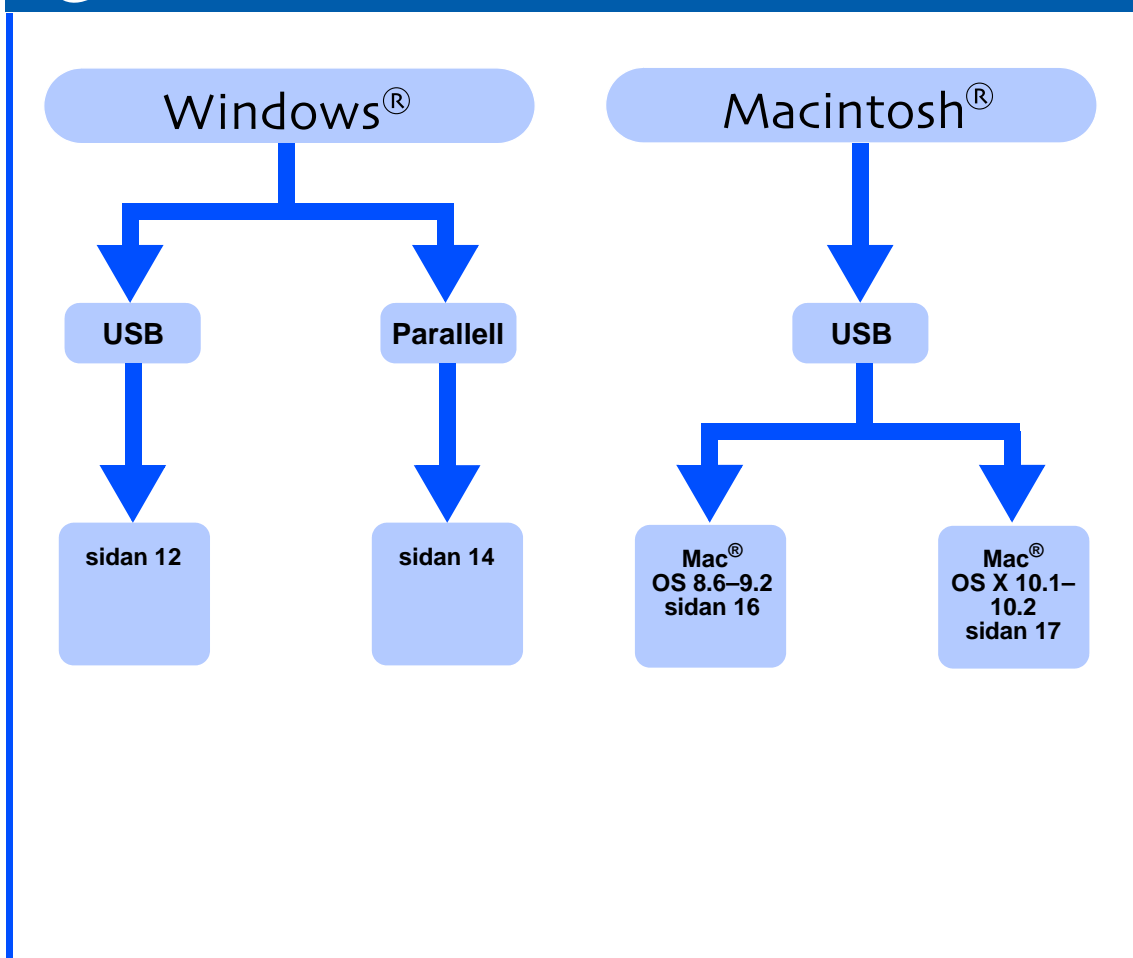 Windows®
Macintosh®
USB
Parallell
USB
sidan 12
sidan 14
Mac®
OS 8.6–9.2
sidan 16
Mac®
OS X 10.1–
10.2
sidan 17